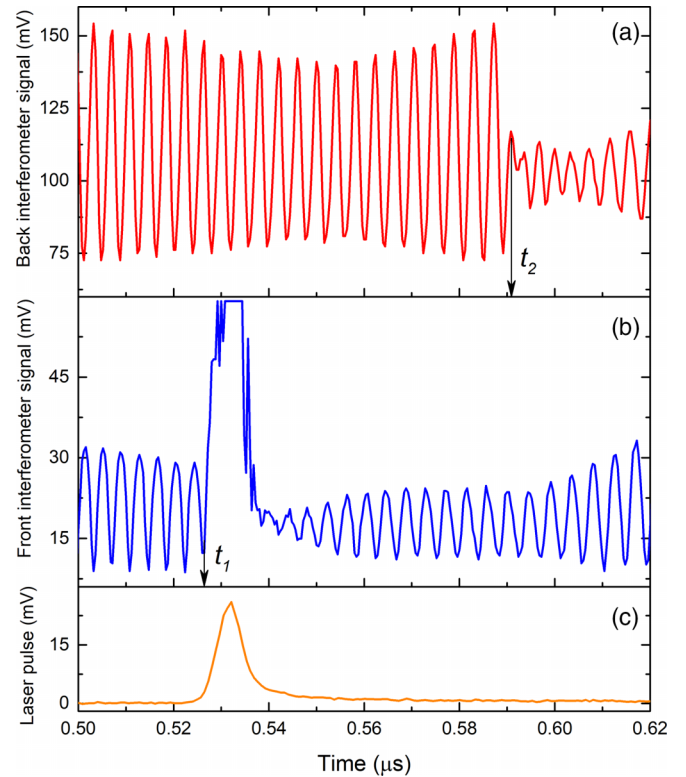 (a)
Back interferometer signal (mV)
150
125
100
75
t2
(b)
Front interferometer signal (mV)
45
30
15
t1
(c)
Laser pulse (mV)
15
0
0.50 0.52 0.54 0.56 0.58 0.60 0.62
Time (μs)